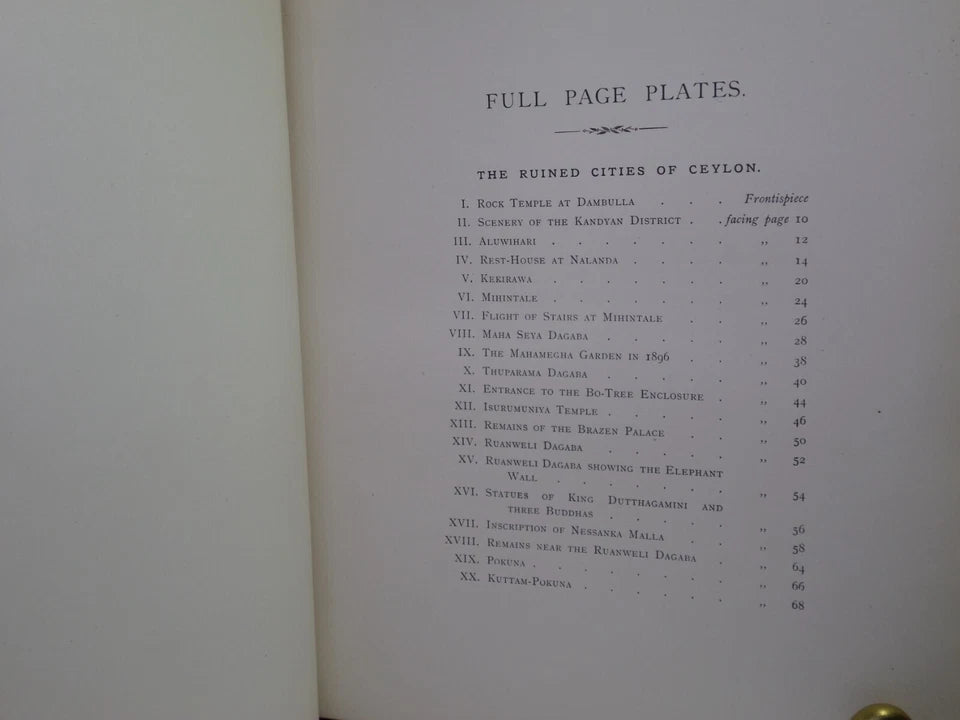 FULL PAGE PLATES.
THE RUINED CITIES OF CEYLON.
I. ROCK TEMPLE AT DAMBULLA . . . Frontispiece
II. SCENERY OF THE KANDYAN DISTRICT . . facing page 10
III. ALUWIHARI . . . . . . . ,, 12
IV. REST-HOUSE AT NALANDA . . . . ,, 14
V. KEKIRAWA . . . . . . . ,, 20
VI. MIHINTALE . . . . . . . ,, 24
VII. FLIGHT OF STAIRS AT MIHINTALE . . ,, 26
VIII. MAHA SEYA DAGABA . . . . . ,, 28
IX. THE MAHAMEGHA GARDEN IN 1896 . . ,, 38
X. THUPARAMA DAGABA . . . . . ,, 40
XI. ENTRANCE TO THE BO-TREE ENCLOSURE . ,, 44
XII. ISURUMUNIYA TEMPLE . . . . . ,, 46
XIII. REMAINS OF THE BRAZEN PALACE . . ,, 50
XIV. RUANWELI DAGABA . . . . . ,, 52
XV. RUANWELI DAGABA SHOWING THE ELEPHANT
WALL . . . . . . . ,, 54
XVI. STATUES OF KING DUTTHAGAMINI AND
THREE BUDDHAS . . . . . ,, 56
XVII. INSCRIPTION OF NESSANKA MALLA . . ,, 58
XVIII. REMAINS NEAR THE RUANWELI DAGABA . ,, 64
XIX. POKUNA . . . . . . . . ,, 66
XX. KUTTAM-POKUNA . . . . . . ,, 68